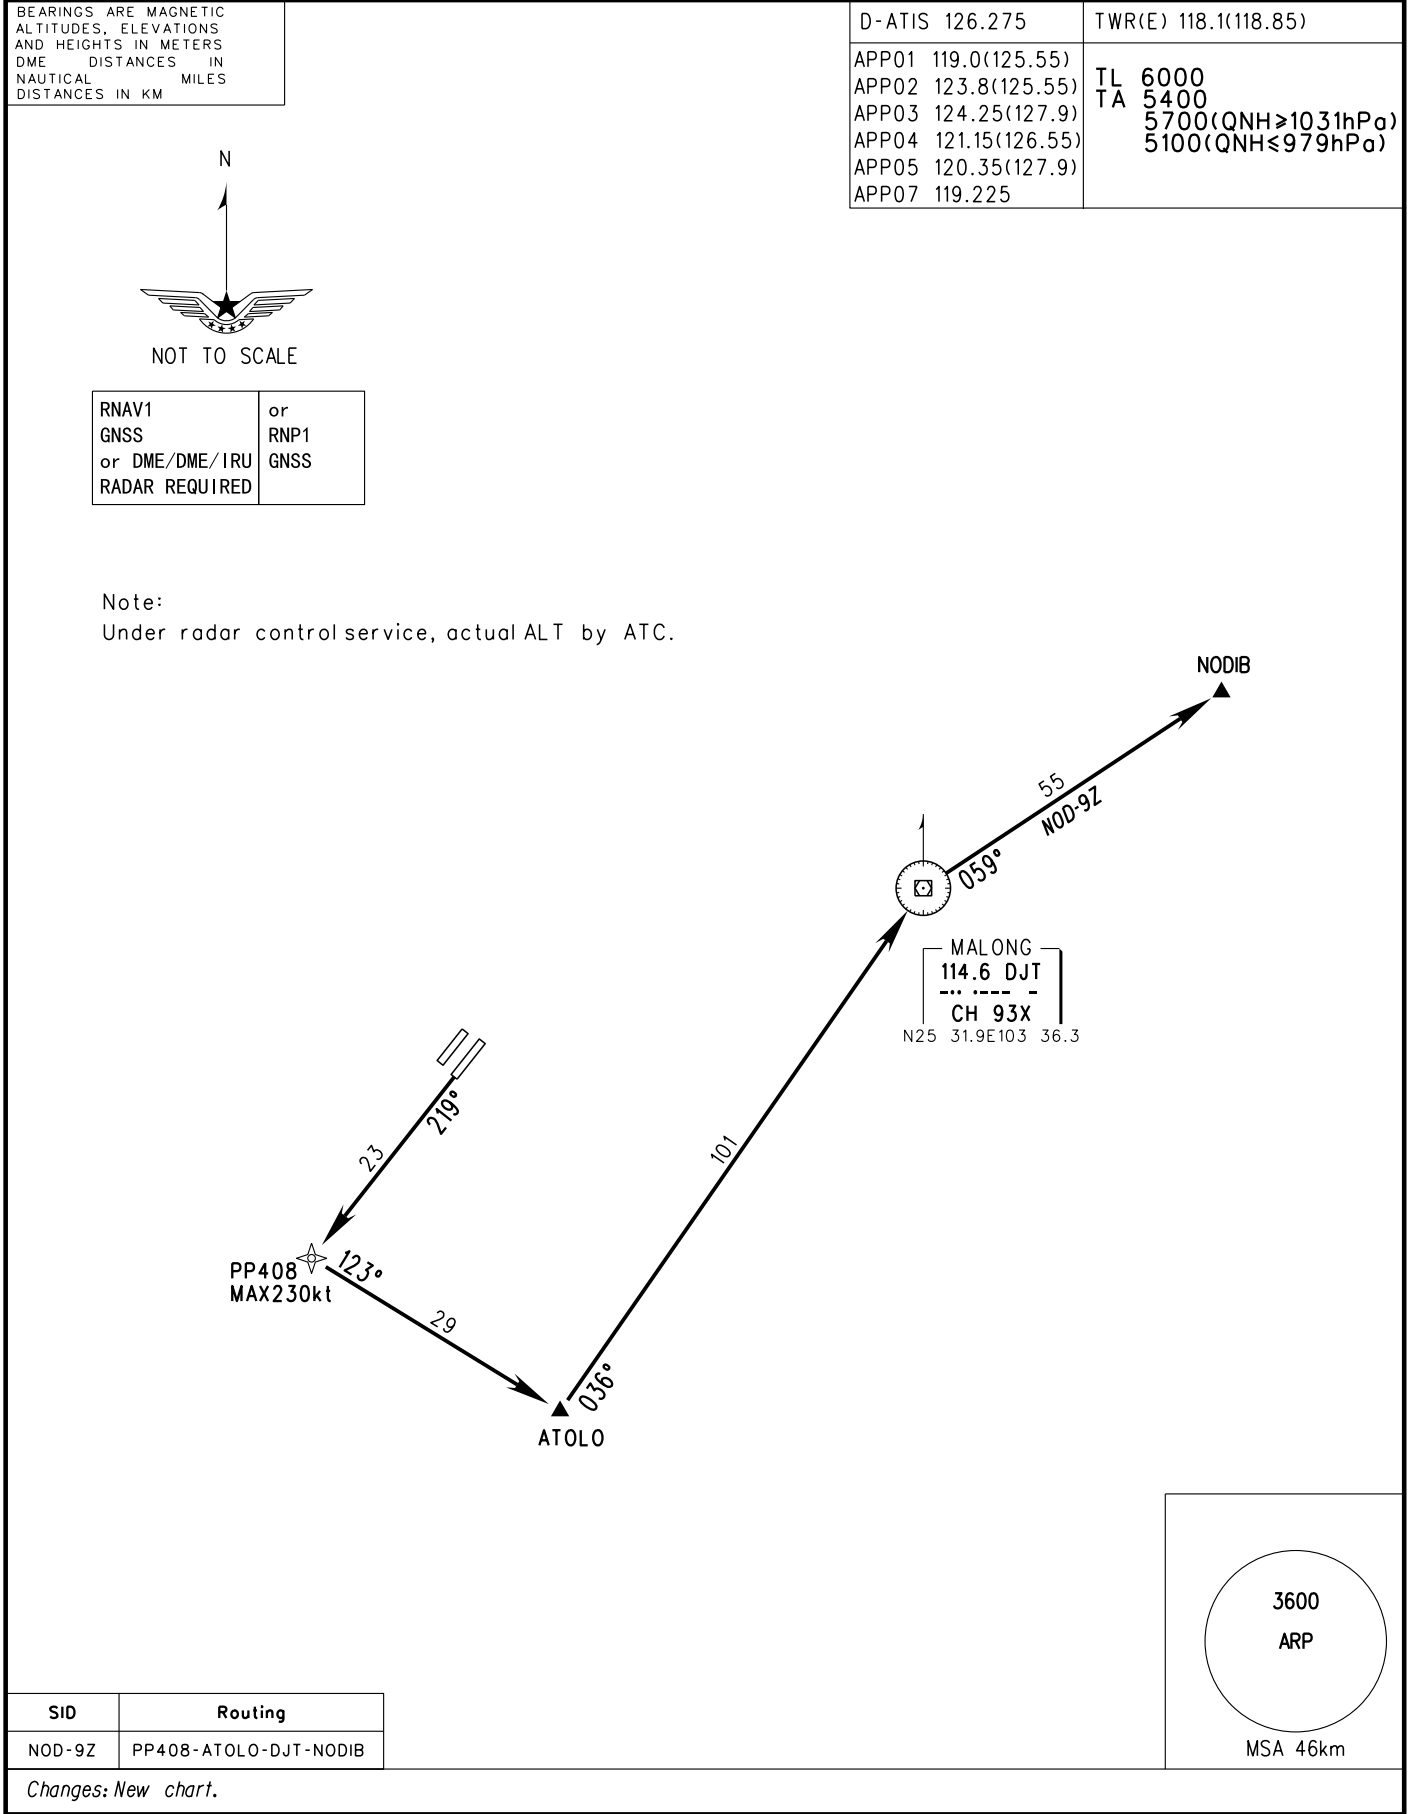 BEARINGS ARE MAGNETIC
ALTITUDES, ELEVATIONS
AND HEIGHTS IN METERS
DME DISTANCES IN
NAUTICAL MILES
DISTANCES IN KM
D-ATIS 126.275
TWR(E) 118.1(118.85)
APP01 119.0(125.55)
APP02 123.8(125.55)
APP03 124.25(127.9)
APP04 121.15(126.55)
APP05 120.35(127.9)
APP07 119.225
TL 6000
TA 5400
5700(QNH≥1031hPa)
5100(QNH≤979hPa)
N
NOT TO SCALE
RNAV1
GNSS
or DME/DME/IRU
RADAR REQUIRED
or
RNP1
GNSS
Note:
Under radar control service, actual ALT by ATC.
NODIB
55
NOD-9Z
059°
MALONG
114.6 DJT
-·· ·--- -
CH 93X
N25 31.9E103 36.3
219°
23
101
PP408
MAX230kt
123°
29
036°
ATOLO
3600
ARP
MSA 46km
SID Routing
NOD-9Z PP408-ATOLO-DJT-NODIB
Changes: New chart.